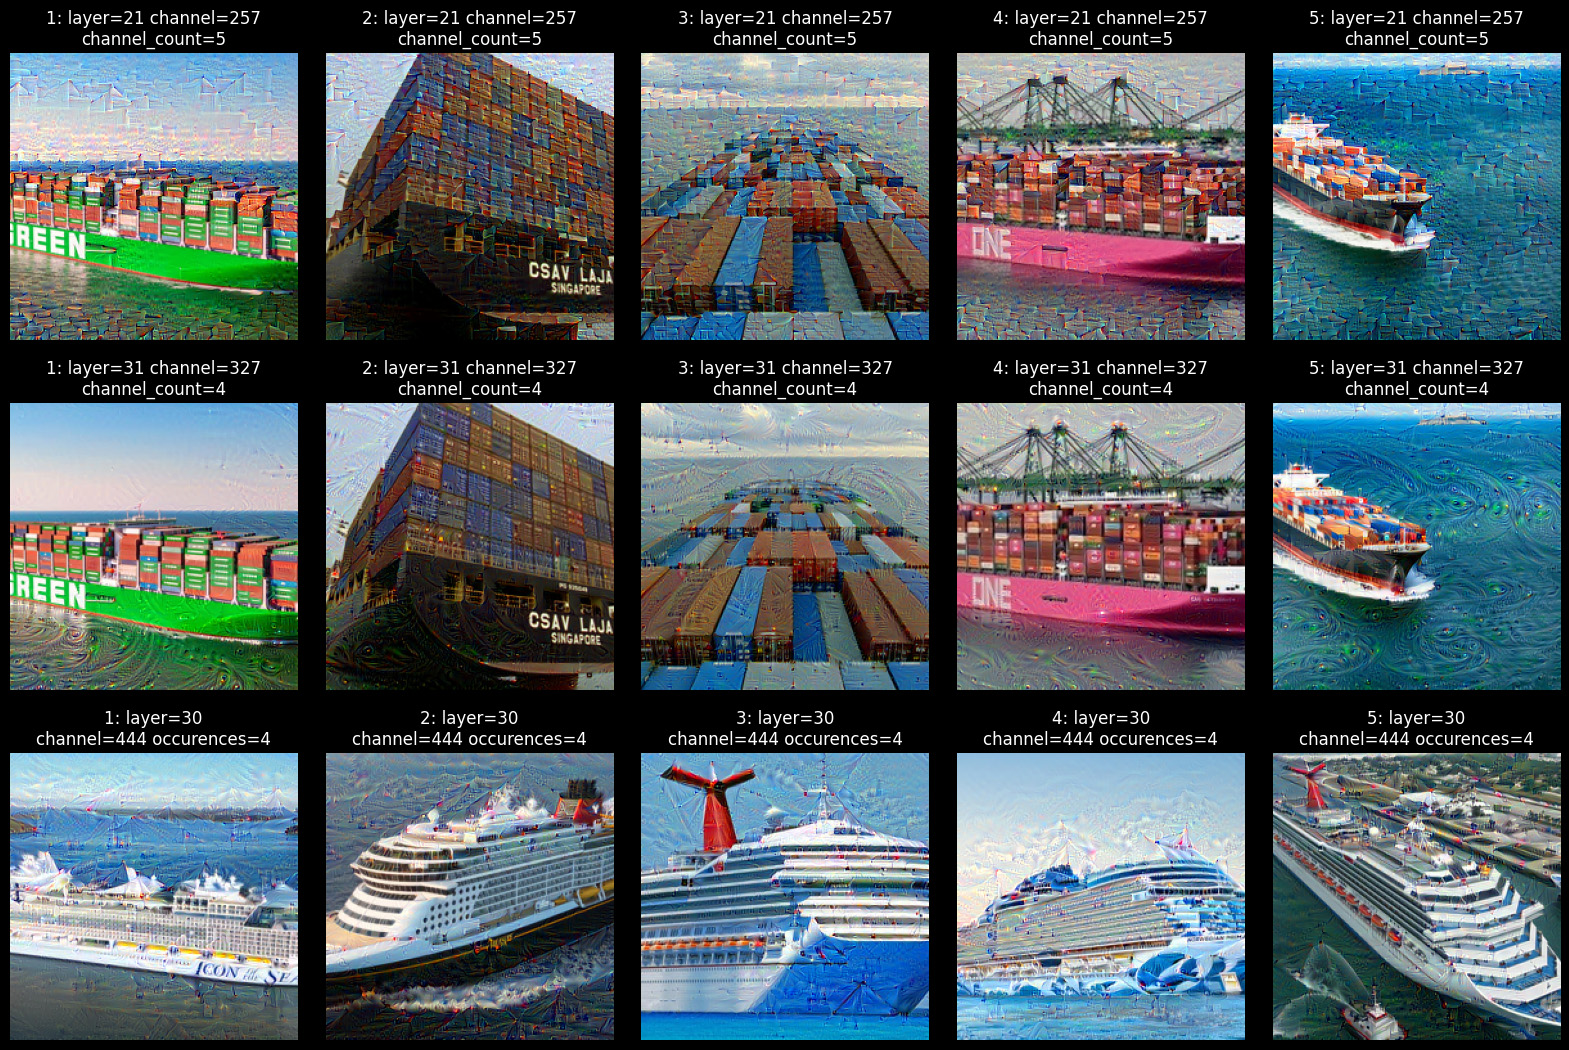 1: layer=21 channel=257
channel_count=5
2: layer=21 channel=257
channel_count=5
3: layer=21 channel=257
channel_count=5
4: layer=21 channel=257
channel_count=5
5: layer=21 channel=257
channel_count=5
GREEN
CSAV LAJA
SINGAPORE
ONE
1: layer=31 channel=327
channel_count=4
2: layer=31 channel=327
channel_count=4
3: layer=31 channel=327
channel_count=4
4: layer=31 channel=327
channel_count=4
5: layer=31 channel=327
channel_count=4
GREEN
CSAV LAJA
SINGAPORE
ONE
1: layer=30
channel=444 occurences=4
2: layer=30
channel=444 occurences=4
3: layer=30
channel=444 occurences=4
4: layer=30
channel=444 occurences=4
5: layer=30
channel=444 occurences=4
ICON OF THE SEA